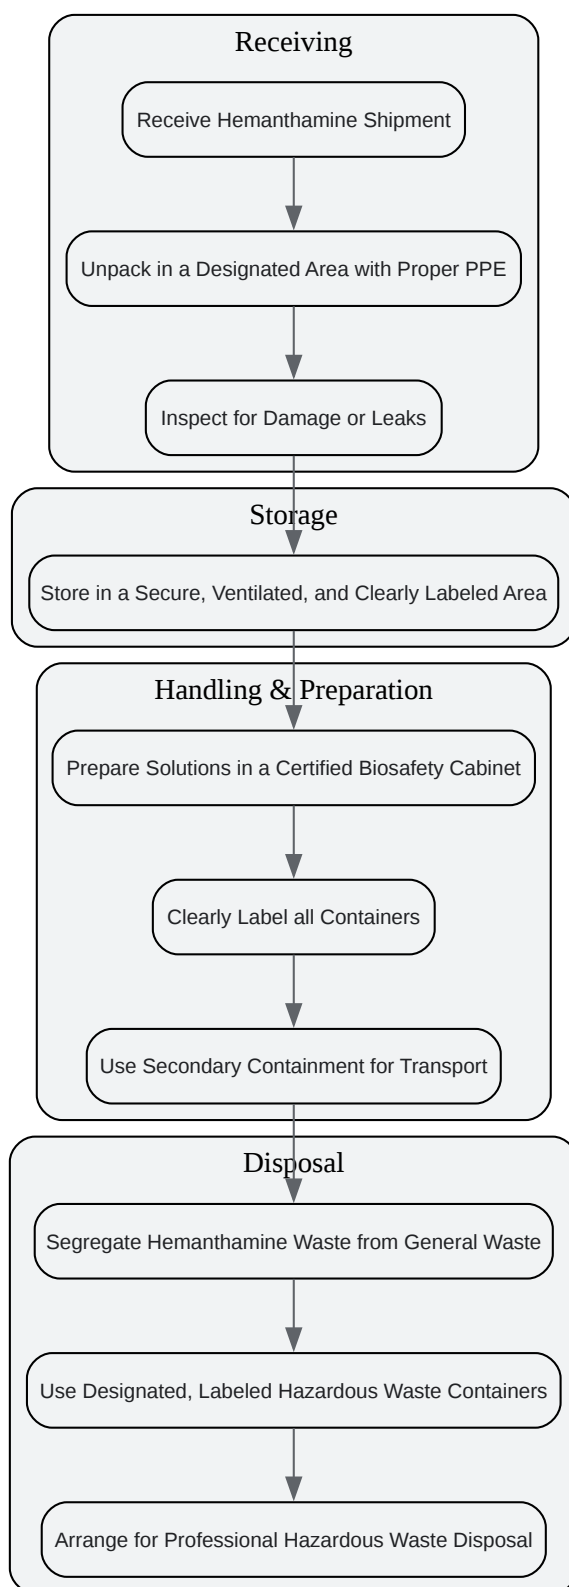 Receiving
Receive Hemanthamine Shipment
Unpack in a Designated Area with Proper PPE
Inspect for Damage or Leaks
Storage
Store in a Secure, Ventilated, and Clearly Labeled Area
Handling & Preparation
Prepare Solutions in a Certified Biosafety Cabinet
Clearly Label all Containers
Use Secondary Containment for Transport
Disposal
Segregate Hemanthamine Waste from General Waste
Use Designated, Labeled Hazardous Waste Containers
Arrange for Professional Hazardous Waste Disposal